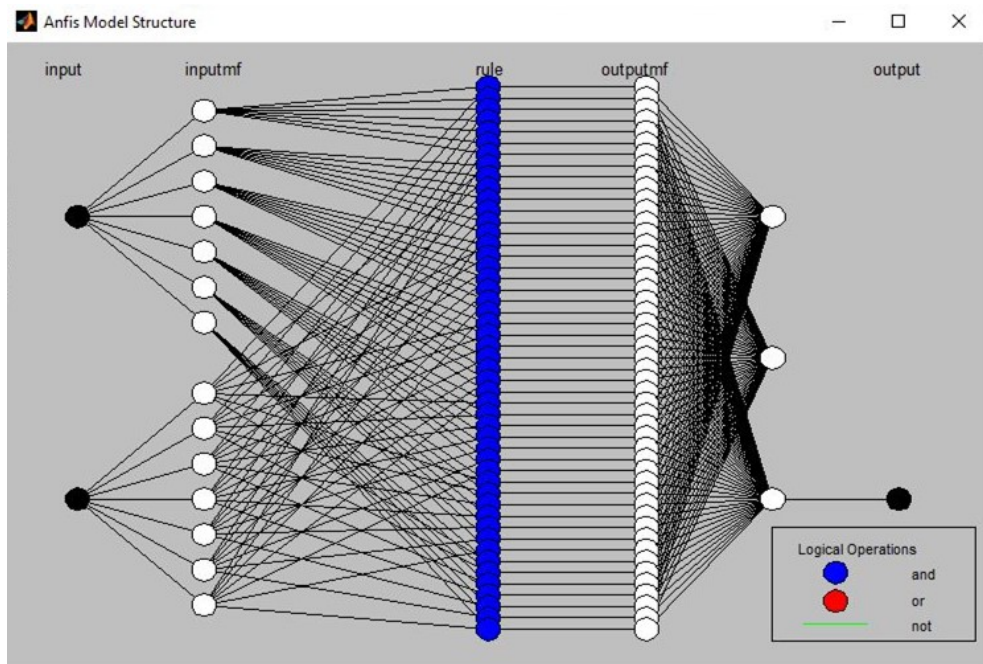 Anfis Model Structure
input inputmf rule outputmf output
Logical Operations
and
or
not